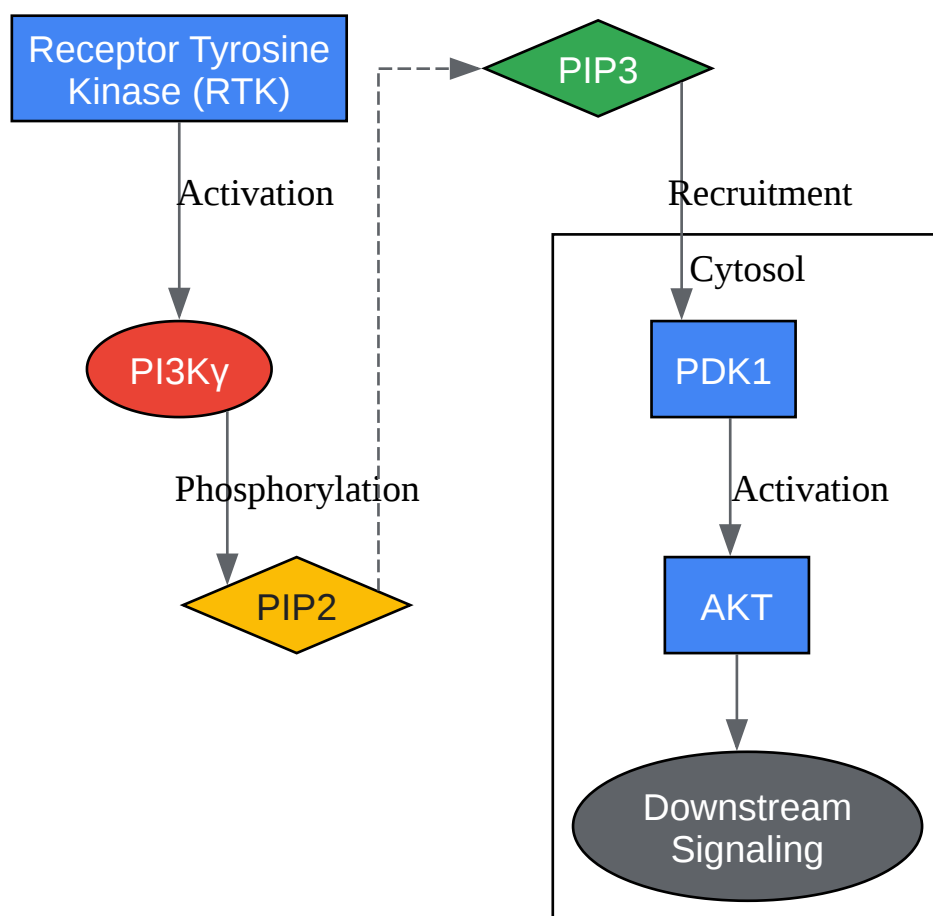 Receptor Tyrosine
Kinase (RTK)
PIP3
Activation
Recruitment
Cytosol
PI3Kγ
PDK1
Phosphorylation
Activation
PIP2
AKT
Downstream
Signaling